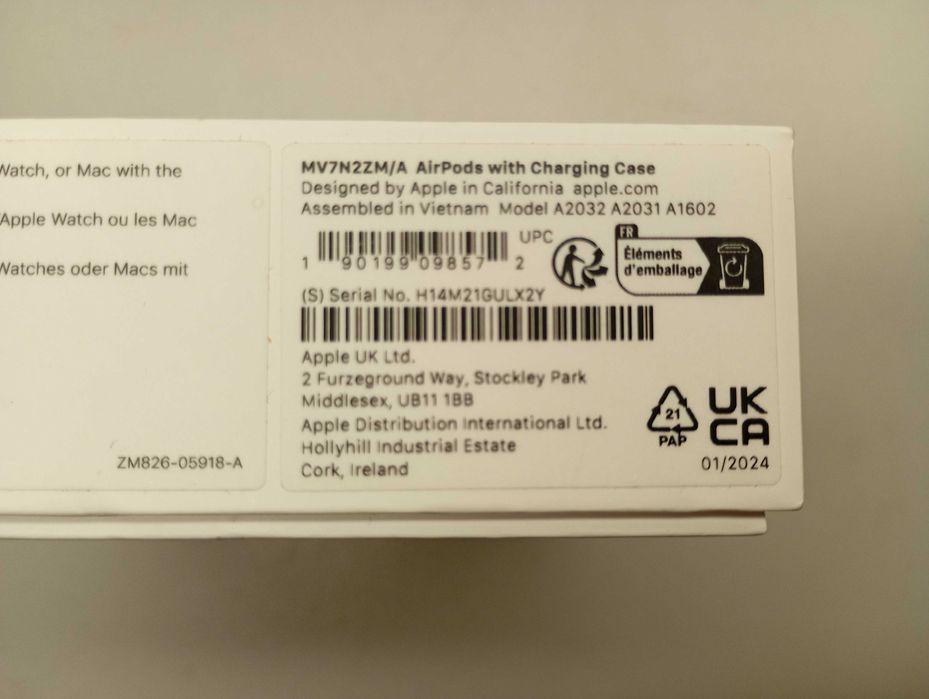 Watch, or Mac with the
Apple Watch ou les Mac
Watches oder Macs mit
ZM826-05918-A
MV7N2ZM/A AirPods with Charging Case
Designed by Apple in California apple.com
Assembled in Vietnam Model A2032 A2031 A1602
UPC
1 90199 09857 2
FR
Éléments
d'emballage
(S) Serial No. H14M21GULX2Y
Apple UK Ltd.
2 Furzeground Way, Stockley Park
Middlesex, UB11 1BB
Apple Distribution International Ltd.
Hollyhill Industrial Estate
Cork, Ireland
21
PAP
UK
CA
01/2024